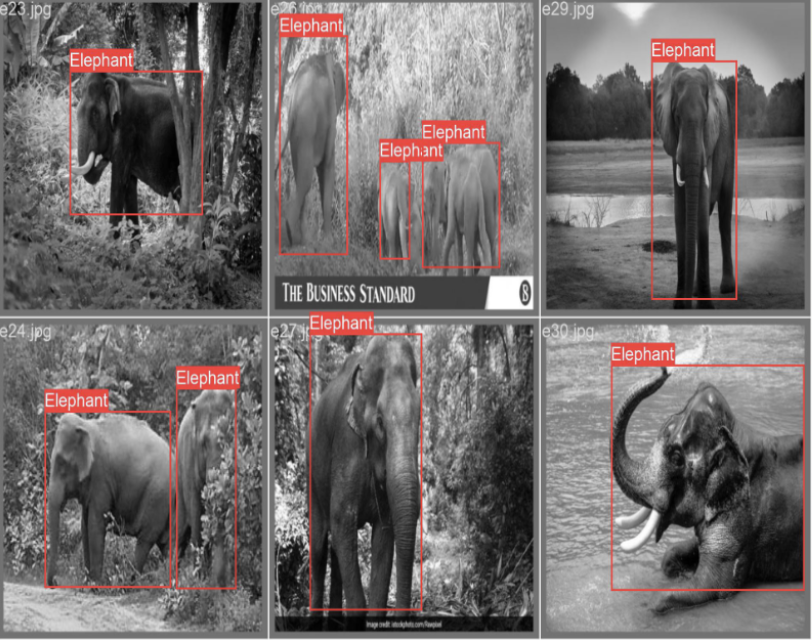 e23.jpg
Elephant
e26.jpg
Elephant
Elephant
Elephant
THE BUSINESS STANDARD
B
e29.jpg
Elephant
e24.jpg
Elephant
Elephant
e27.jpg
Elephant
Image credit: istockphoto.com/Rawpixel
e30.jpg
Elephant